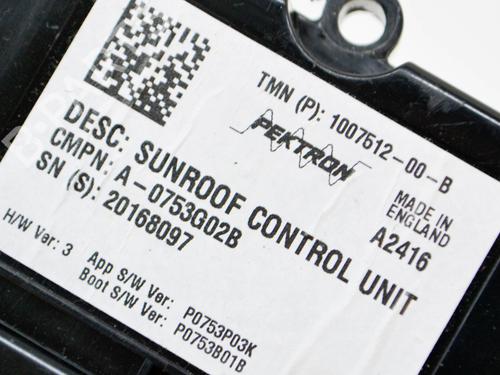 TMN (P): 1007512-00-B
PEKTRON
MADE IN
ENGLAND
A2416
DESC: SUNROOF CONTROL UNIT
CMPN: A-0753G02B
SN (S): 20168097
H/W Ver: 3
App S/W Ver: P0753P03K
Boot S/W Ver: P0753B01B